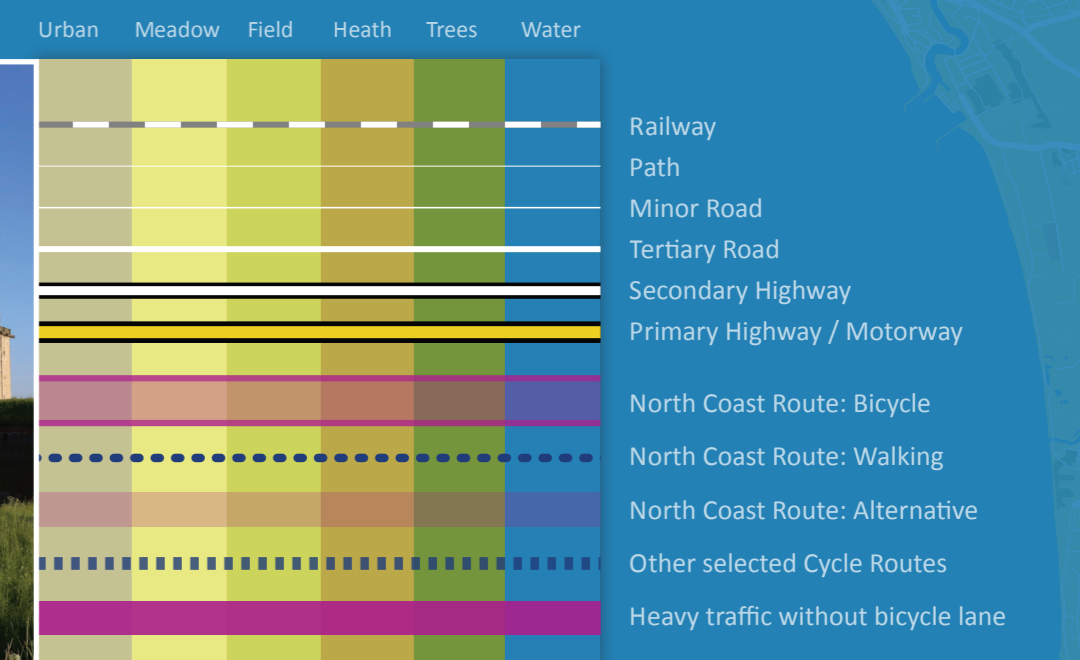 Urban Meadow Field Heath Trees Water
Railway
Path
Minor Road
Tertiary Road
Secondary Highway
Primary Highway / Motorway
North Coast Route: Bicycle
North Coast Route: Walking
North Coast Route: Alternative
Other selected Cycle Routes
Heavy traffic without bicycle lane